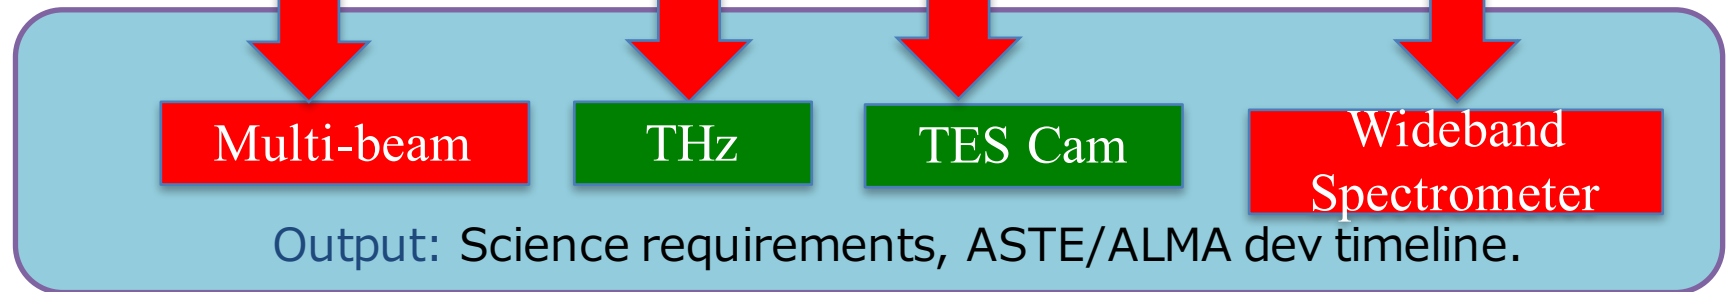 Multi-beam
THz
TES Cam
Wideband
Spectrometer
Output: Science requirements, ASTE/ALMA dev timeline.